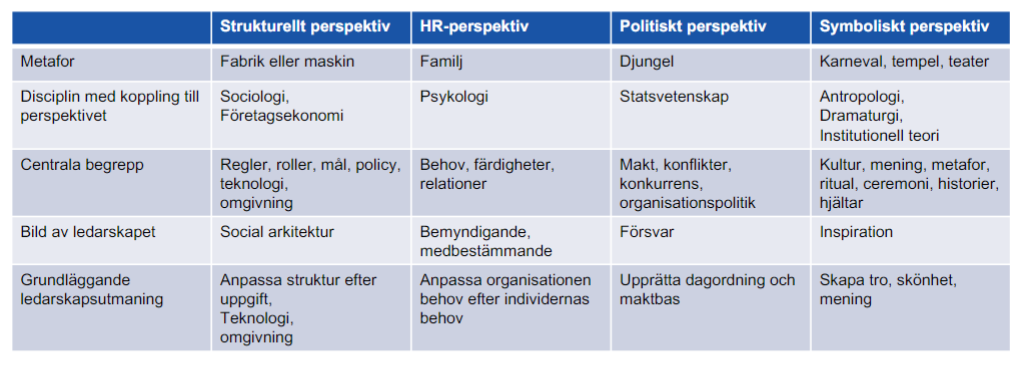 Strukturellt perspektiv HR-perspektiv Politiskt perspektiv Symboliskt perspektiv
Metafor Fabrik eller maskin Familj Djungel Karneval, tempel, teater
Disciplin med koppling till Sociologi, Psykologi Statsvetenskap Antropologi,
perspektivet Företagsekonomi Dramaturgi,
Institutionell teori
Centrala begrepp Regler, roller, mål, policy, Behov, färdigheter, Makt, konflikter, Kultur, mening, metafor,
teknologi, relationer konkurrens, ritual, ceremoni, historier,
omgivning organisationspolitik hjältar
Bild av ledarskapet Social arkitektur Bemyndigande, Försvar Inspiration
medbestämmande
Grundläggande Anpassa struktur efter Anpassa organisationen Upprätta dagordning och Skapa tro, skönhet,
ledarskapsutmaning uppgift, behov efter individernas maktbas mening
Teknologi, behov
omgivning